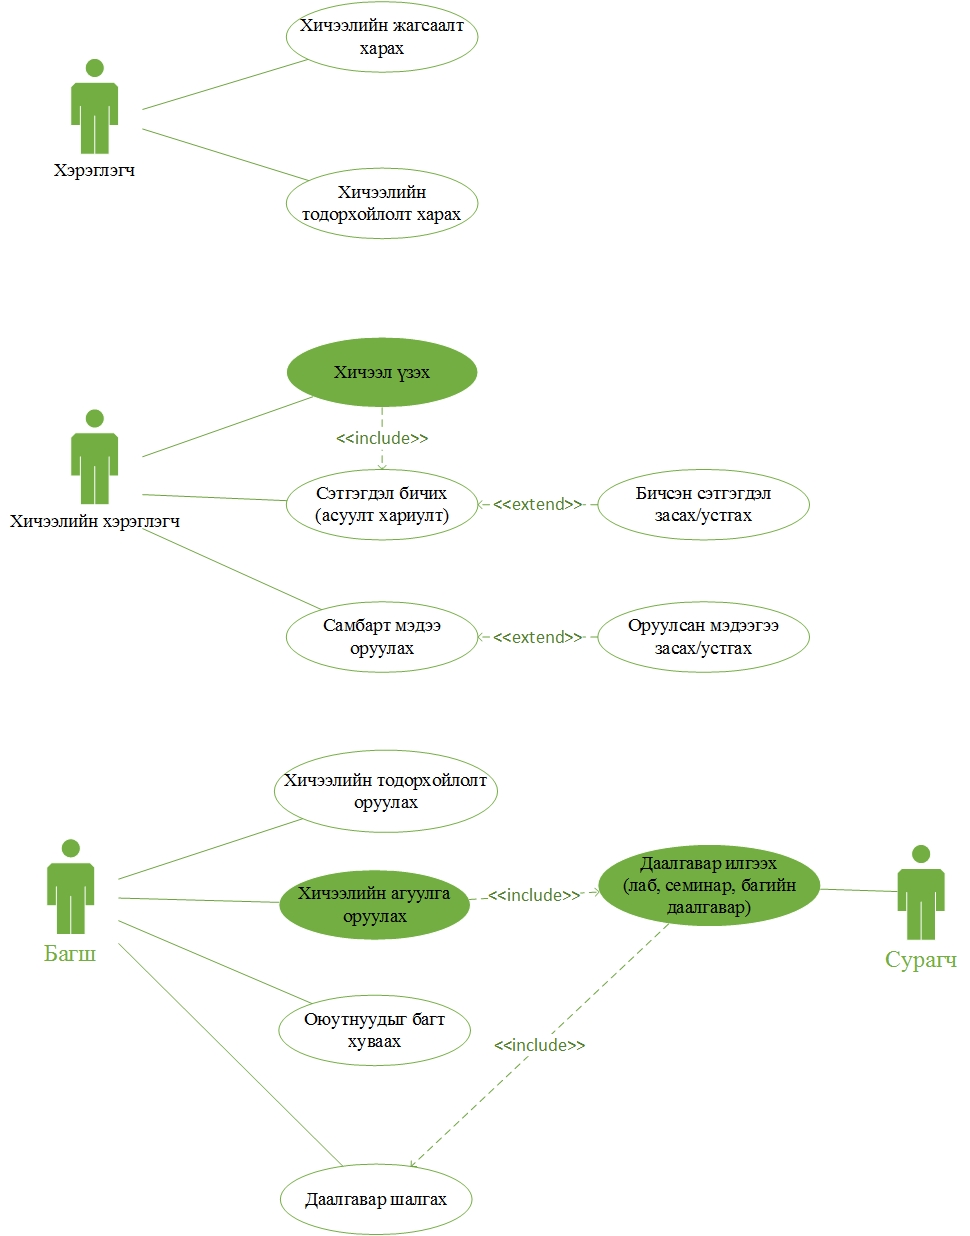 Хичээлийн жагсаалт
харах
Хэрэглэгч
Хичээлийн
тодорхойлолт харах
Хичээл үзэх
<<include>>
Хичээлийн хэрэглэгч
Сэтгэгдэл бичих
(асуулт хариулт)
<<extend>>
Бичсэн сэтгэгдэл
засах/устгах
Самбарт мэдээ
оруулах
<<extend>>
Оруулсан мэдээгээ
засах/устгах
Хичээлийн тодорхойлолт
оруулах
Багш
Хичээлийн агуулга
оруулах
<<include>>
Даалгавар илгээх
(лаб, семинар, багийн
даалгавар)
Сурагч
Оюутнуудыг багт
хуваах
<<include>>
Даалгавар шалгах